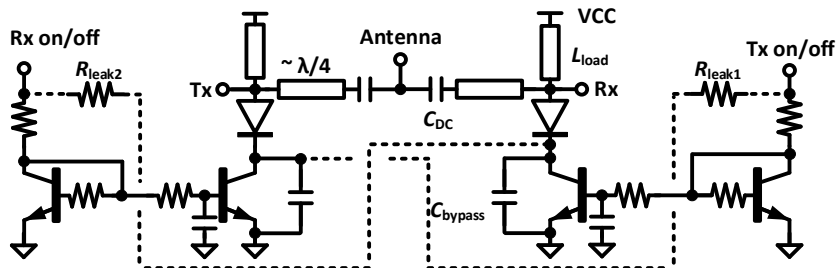 VCC
Rx on/off
Antenna
Tx on/off
Rleak2
~ λ/4
Lload
Rleak1
Tx
Rx
CDC
Cbypass